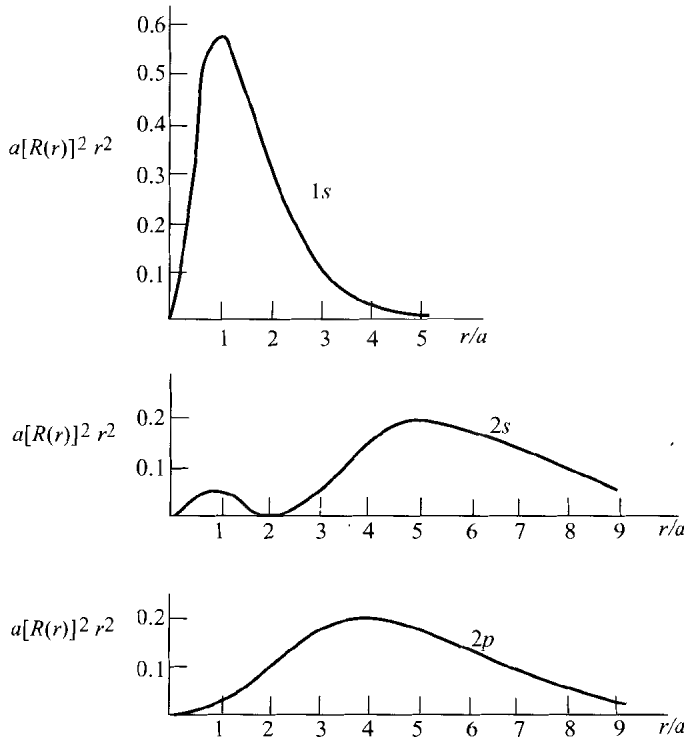 0.6
0.5
0.4
a[R(r)]² r²
0.3
1s
0.2
0.1
1 2 3 4 5 r/a
0.2
2s
a[R(r)]² r²
0.1
1 2 3 4 5 6 7 8 9 r/a
0.2
a[R(r)]² r²
2p
0.1
1 2 3 4 5 6 7 8 9 r/a